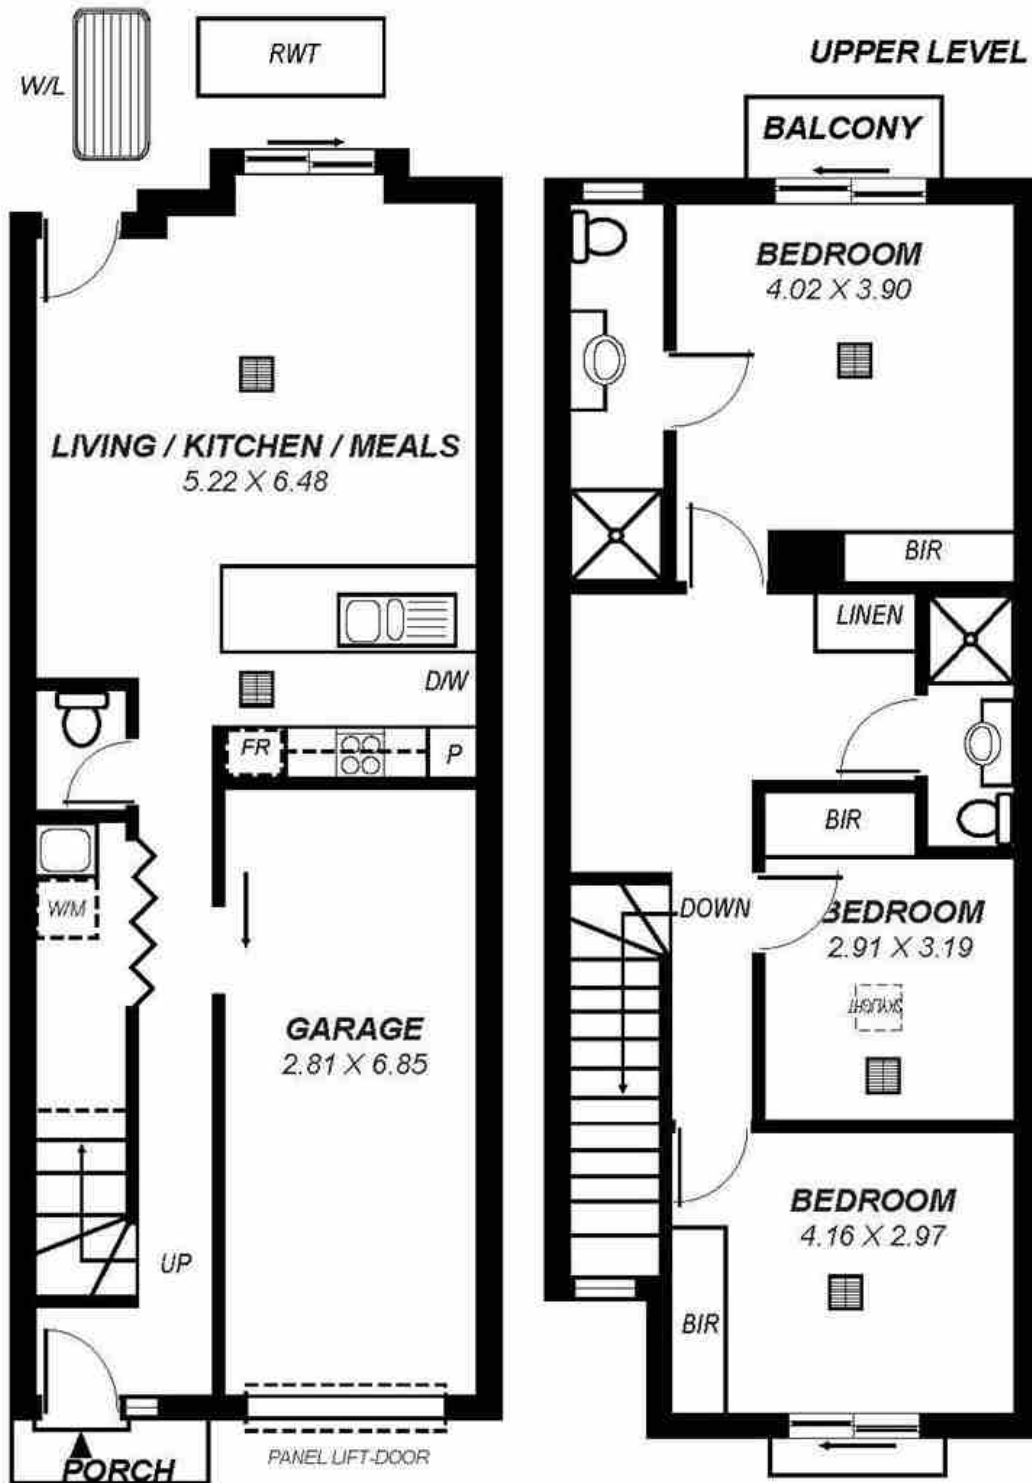 W/L
RWT
LIVING / KITCHEN / MEALS
5.22 X 6.48
D/W
FR
P
W/M
GARAGE
2.81 X 6.85
UP
PORCH
PANEL LIFT-DOOR
UPPER LEVEL
BALCONY
BEDROOM
4.02 X 3.90
BIR
LINEN
BIR
DOWN
BEDROOM
2.91 X 3.19
SKYLIGHT
BEDROOM
4.16 X 2.97
BIR